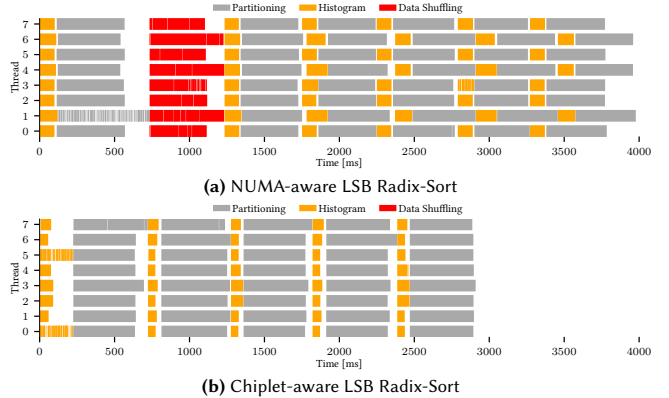 Partitioning Histogram Data Shuffling
7
6
5
4
3
2
1
0
Thread
0 500 1000 1500 2000 2500 3000 3500 4000
Time [ms]
(a) NUMA-aware LSB Radix-Sort
Partitioning Histogram Data Shuffling
7
6
5
4
3
2
1
0
Thread
0 500 1000 1500 2000 2500 3000 3500 4000
Time [ms]
(b) Chiplet-aware LSB Radix-Sort